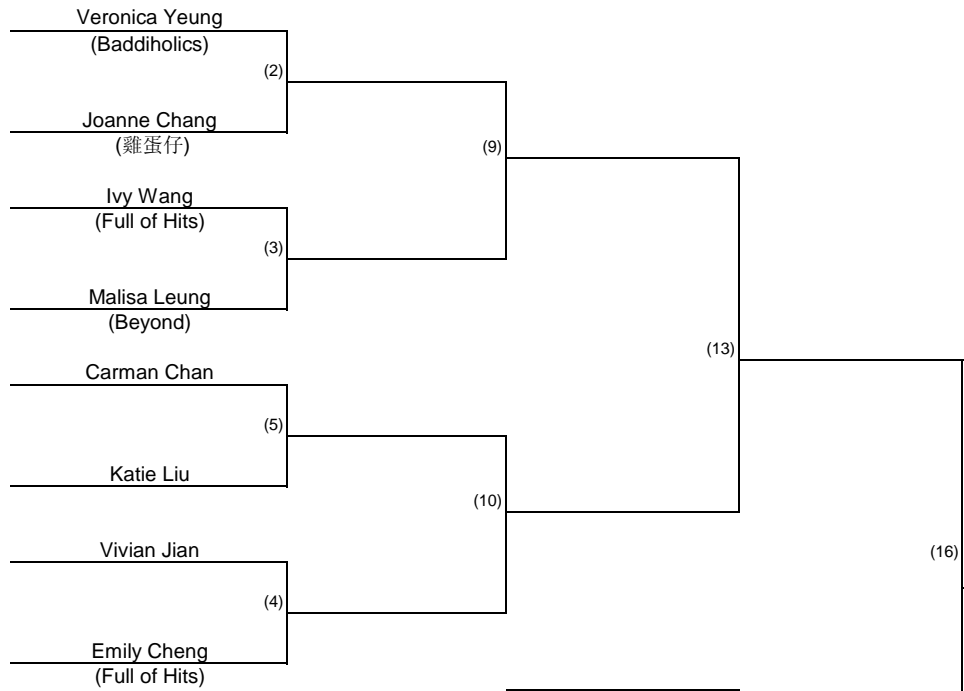 Veronica Yeung
(Baddiholics)
(2)
Joanne Chang
(雞蛋仔)
(9)
Ivy Wang
(Full of Hits)
(3)
Malisa Leung
(Beyond)
(13)
Carman Chan
(5)
Katie Liu
(10)
Vivian Jian
(16)
(4)
Emily Cheng
(Full of Hits)